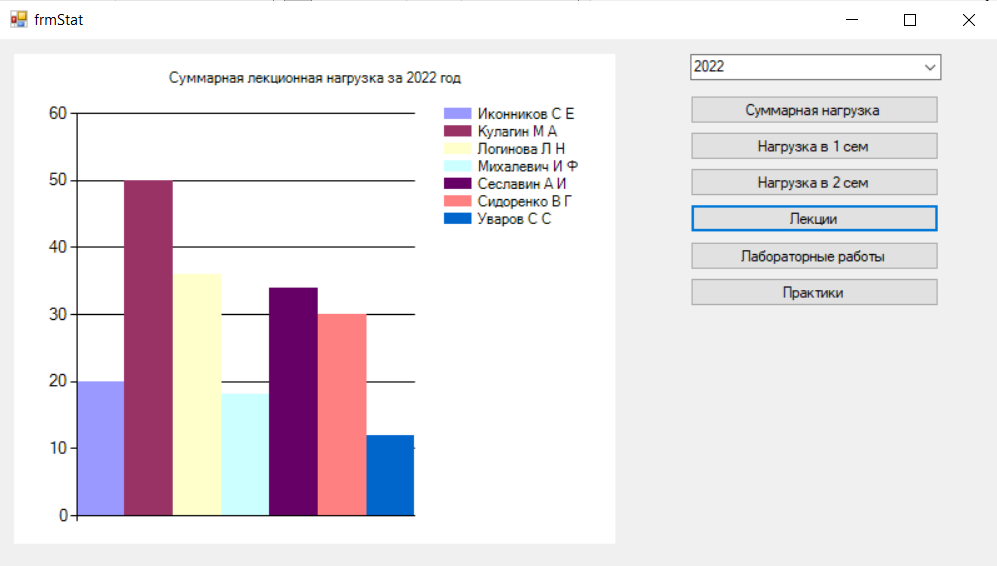 frmStat
Суммарная лекционная нагрузка за 2022 год
60
50
40
30
20
10
0
Иконников С Е
Кулагин М А
Логинова Л Н
Михалевич И Ф
Сеславин А И
Сидоренко В Г
Уваров С С
2022
Суммарная нагрузка
Нагрузка в 1 сем
Нагрузка в 2 сем
Лекции
Лабораторные работы
Практики